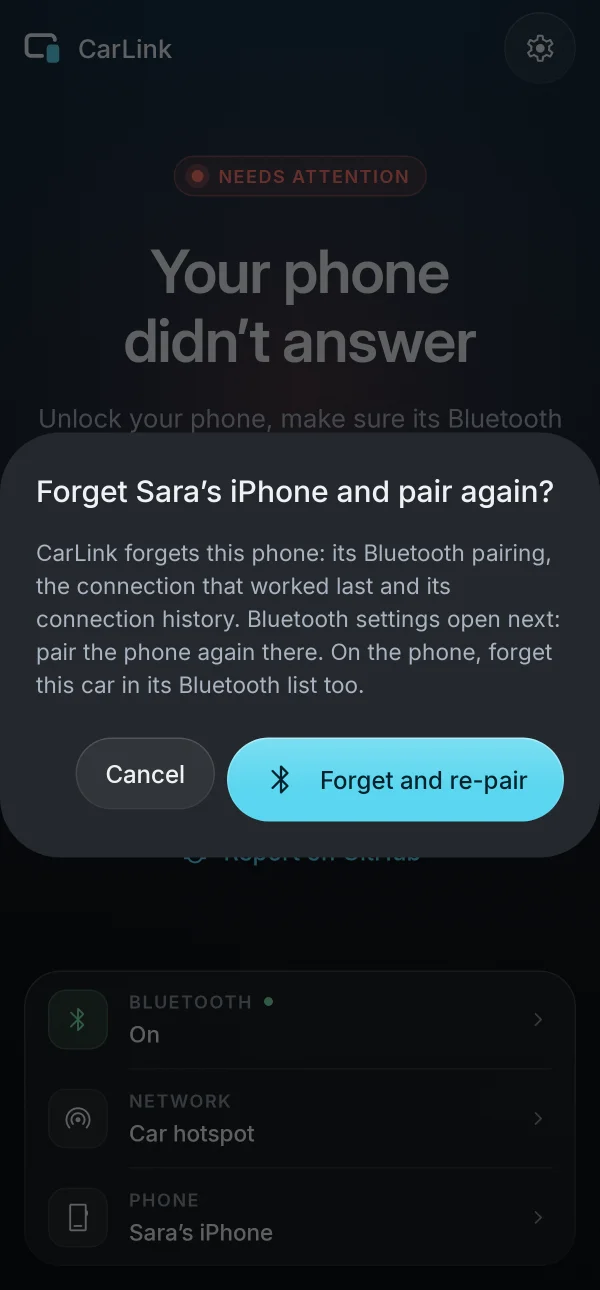 CarLink
NEEDS ATTENTION
Your phone
didn’t answer
Unlock your phone, make sure its Bluetooth
Forget Sara’s iPhone and pair again?
CarLink forgets this phone: its Bluetooth pairing,
the connection that worked last and its
connection history. Bluetooth settings open next:
pair the phone again there. On the phone, forget
this car in its Bluetooth list too.
Cancel
Forget and re-pair
Report on GitHub
BLUETOOTH
On
NETWORK
Car hotspot
PHONE
Sara’s iPhone